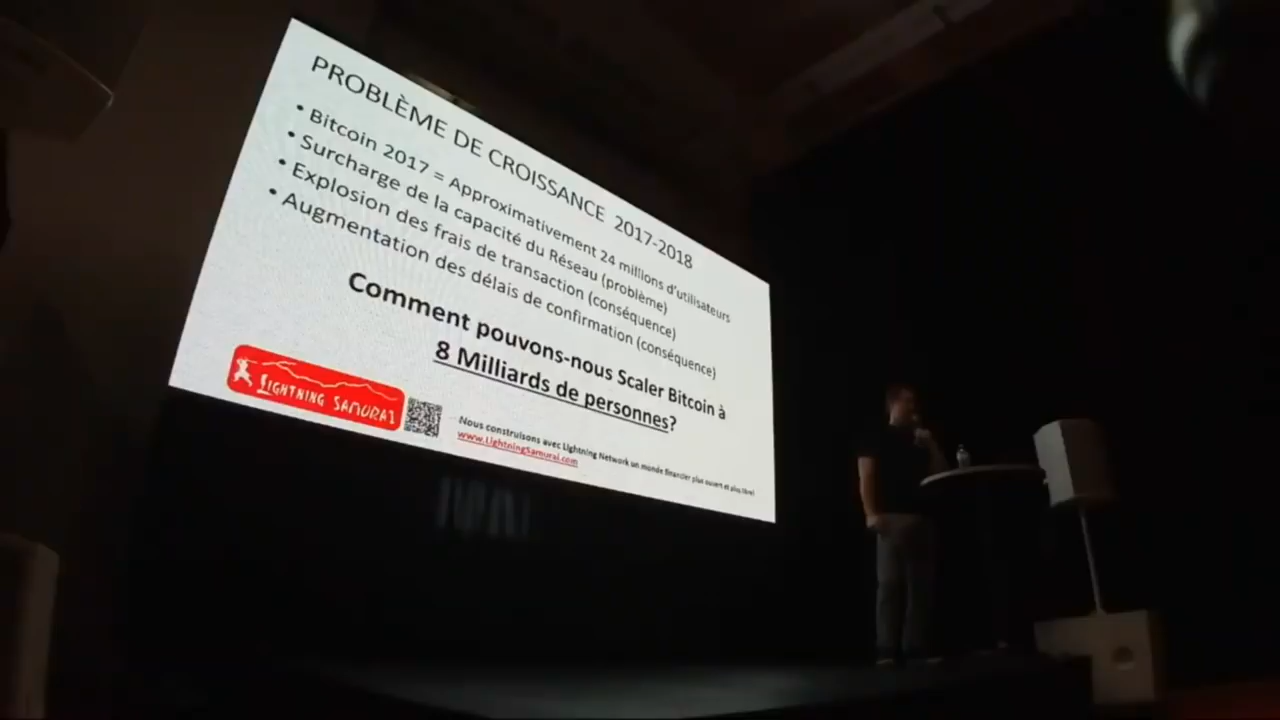 PROBLÈME DE CROISSANCE 2017-2018
• Bitcoin 2017 = Approximativement 24 millions d'utilisateurs
• Surcharge de la capacité du Réseau (problème)
• Explosion des frais de transaction (conséquence)
• Augmentation des délais de confirmation (conséquence)
Comment pouvons-nous Scaler Bitcoin à
8 Milliards de personnes?
LIGHTNING SAMURAI
Nous construisons avec Lightning Network un monde financier plus ouvert et plus libre!
www.LightningSamurai.com